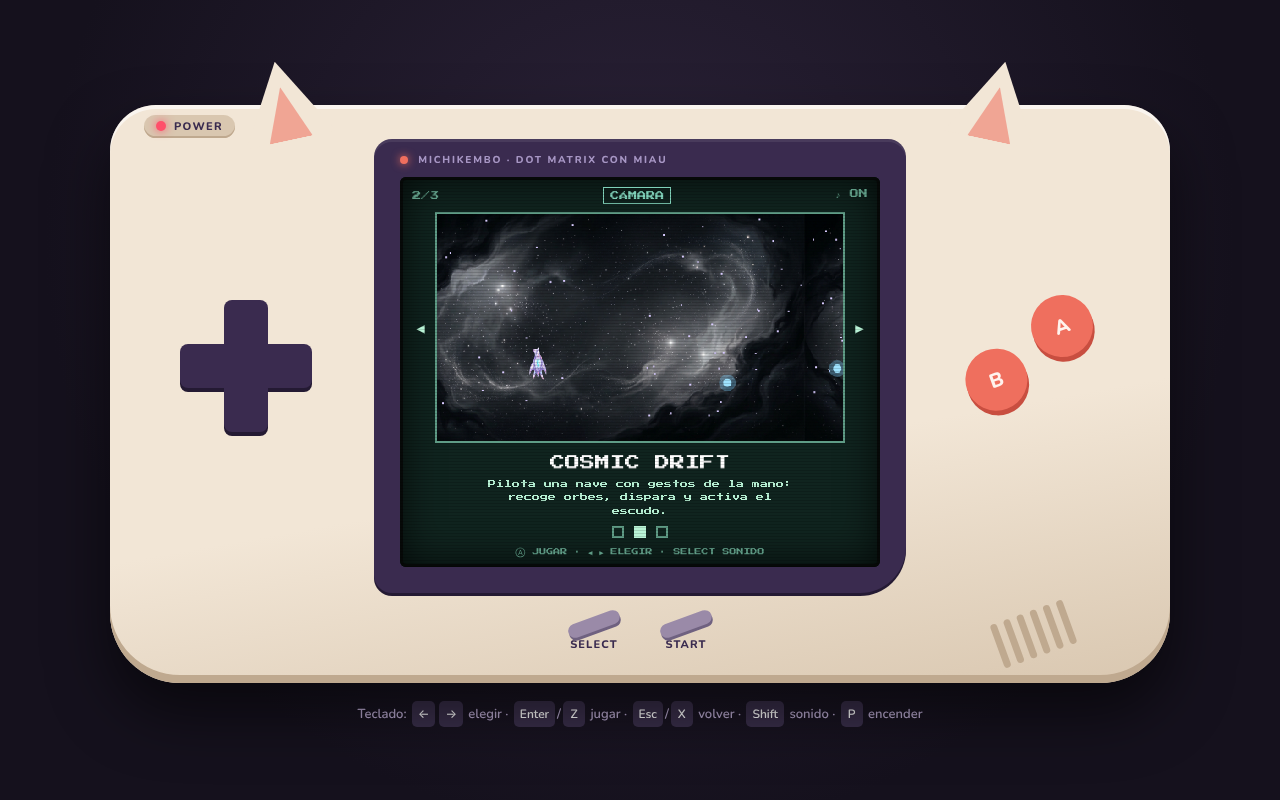 POWER
MICHIKEMBO · DOT MATRIX CON MIAU
2/3
CáMARA
♪ ON
◀
▶
COSMIC DRIFT
Pilota una nave con gestos de la mano:
recoge orbes, dispara y activa el
escudo.
Ⓐ JUGAR · ◀ ▶ ELEGIR · SELECT SONIDO
A
B
SELECT
START
Teclado: ← → elegir · Enter / Z jugar · Esc / X volver · Shift sonido · P encender